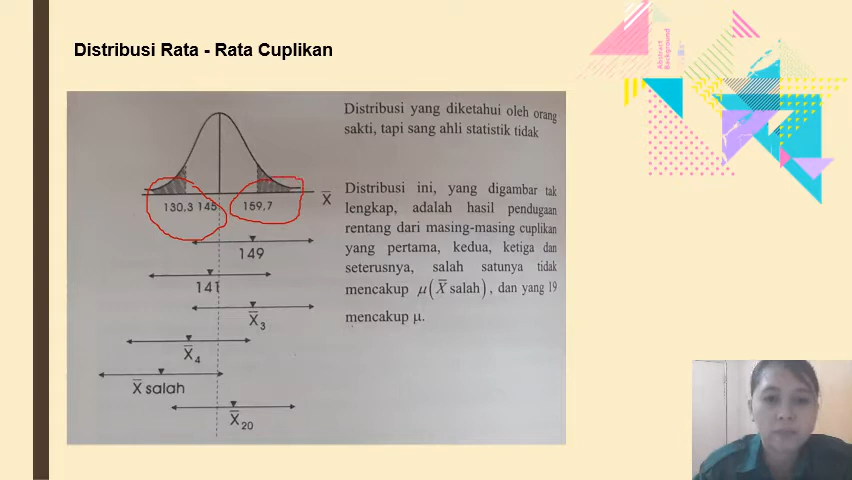 Distribusi Rata - Rata Cuplikan
Abstract
Background
Distribusi yang diketahui oleh orang
sakti, tapi sang ahli statistik tidak
X̅
130,3 145 159,7
Distribusi ini, yang digambar tak
lengkap, adalah hasil pendugaan
rentang dari masing-masing cuplikan
yang pertama, kedua, ketiga dan
seterusnya, salah satunya tidak
mencakup μ(X̅ salah), dan yang 19
mencakup μ.
149
141
X̅3
X̅4
X̅ salah
X̅20